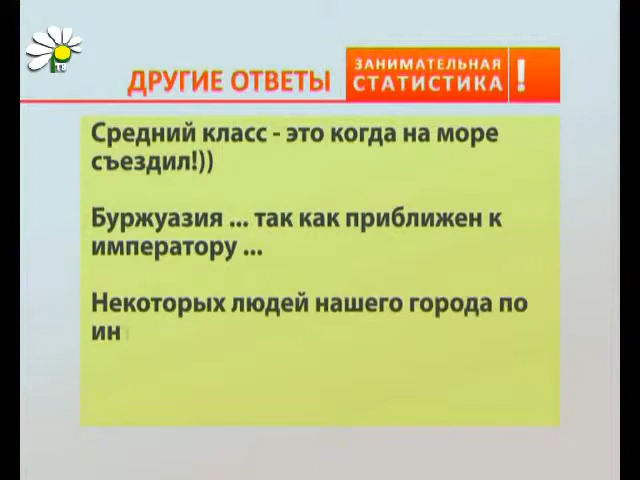 ТВ
ДРУГИЕ ОТВЕТЫ
ЗАНИМАТЕЛЬНАЯ
СТАТИСТИКА !
Средний класс - это когда на море
съездил!))
Буржуазия ... так как приближен к
императору ...
Некоторых людей нашего города по
ин